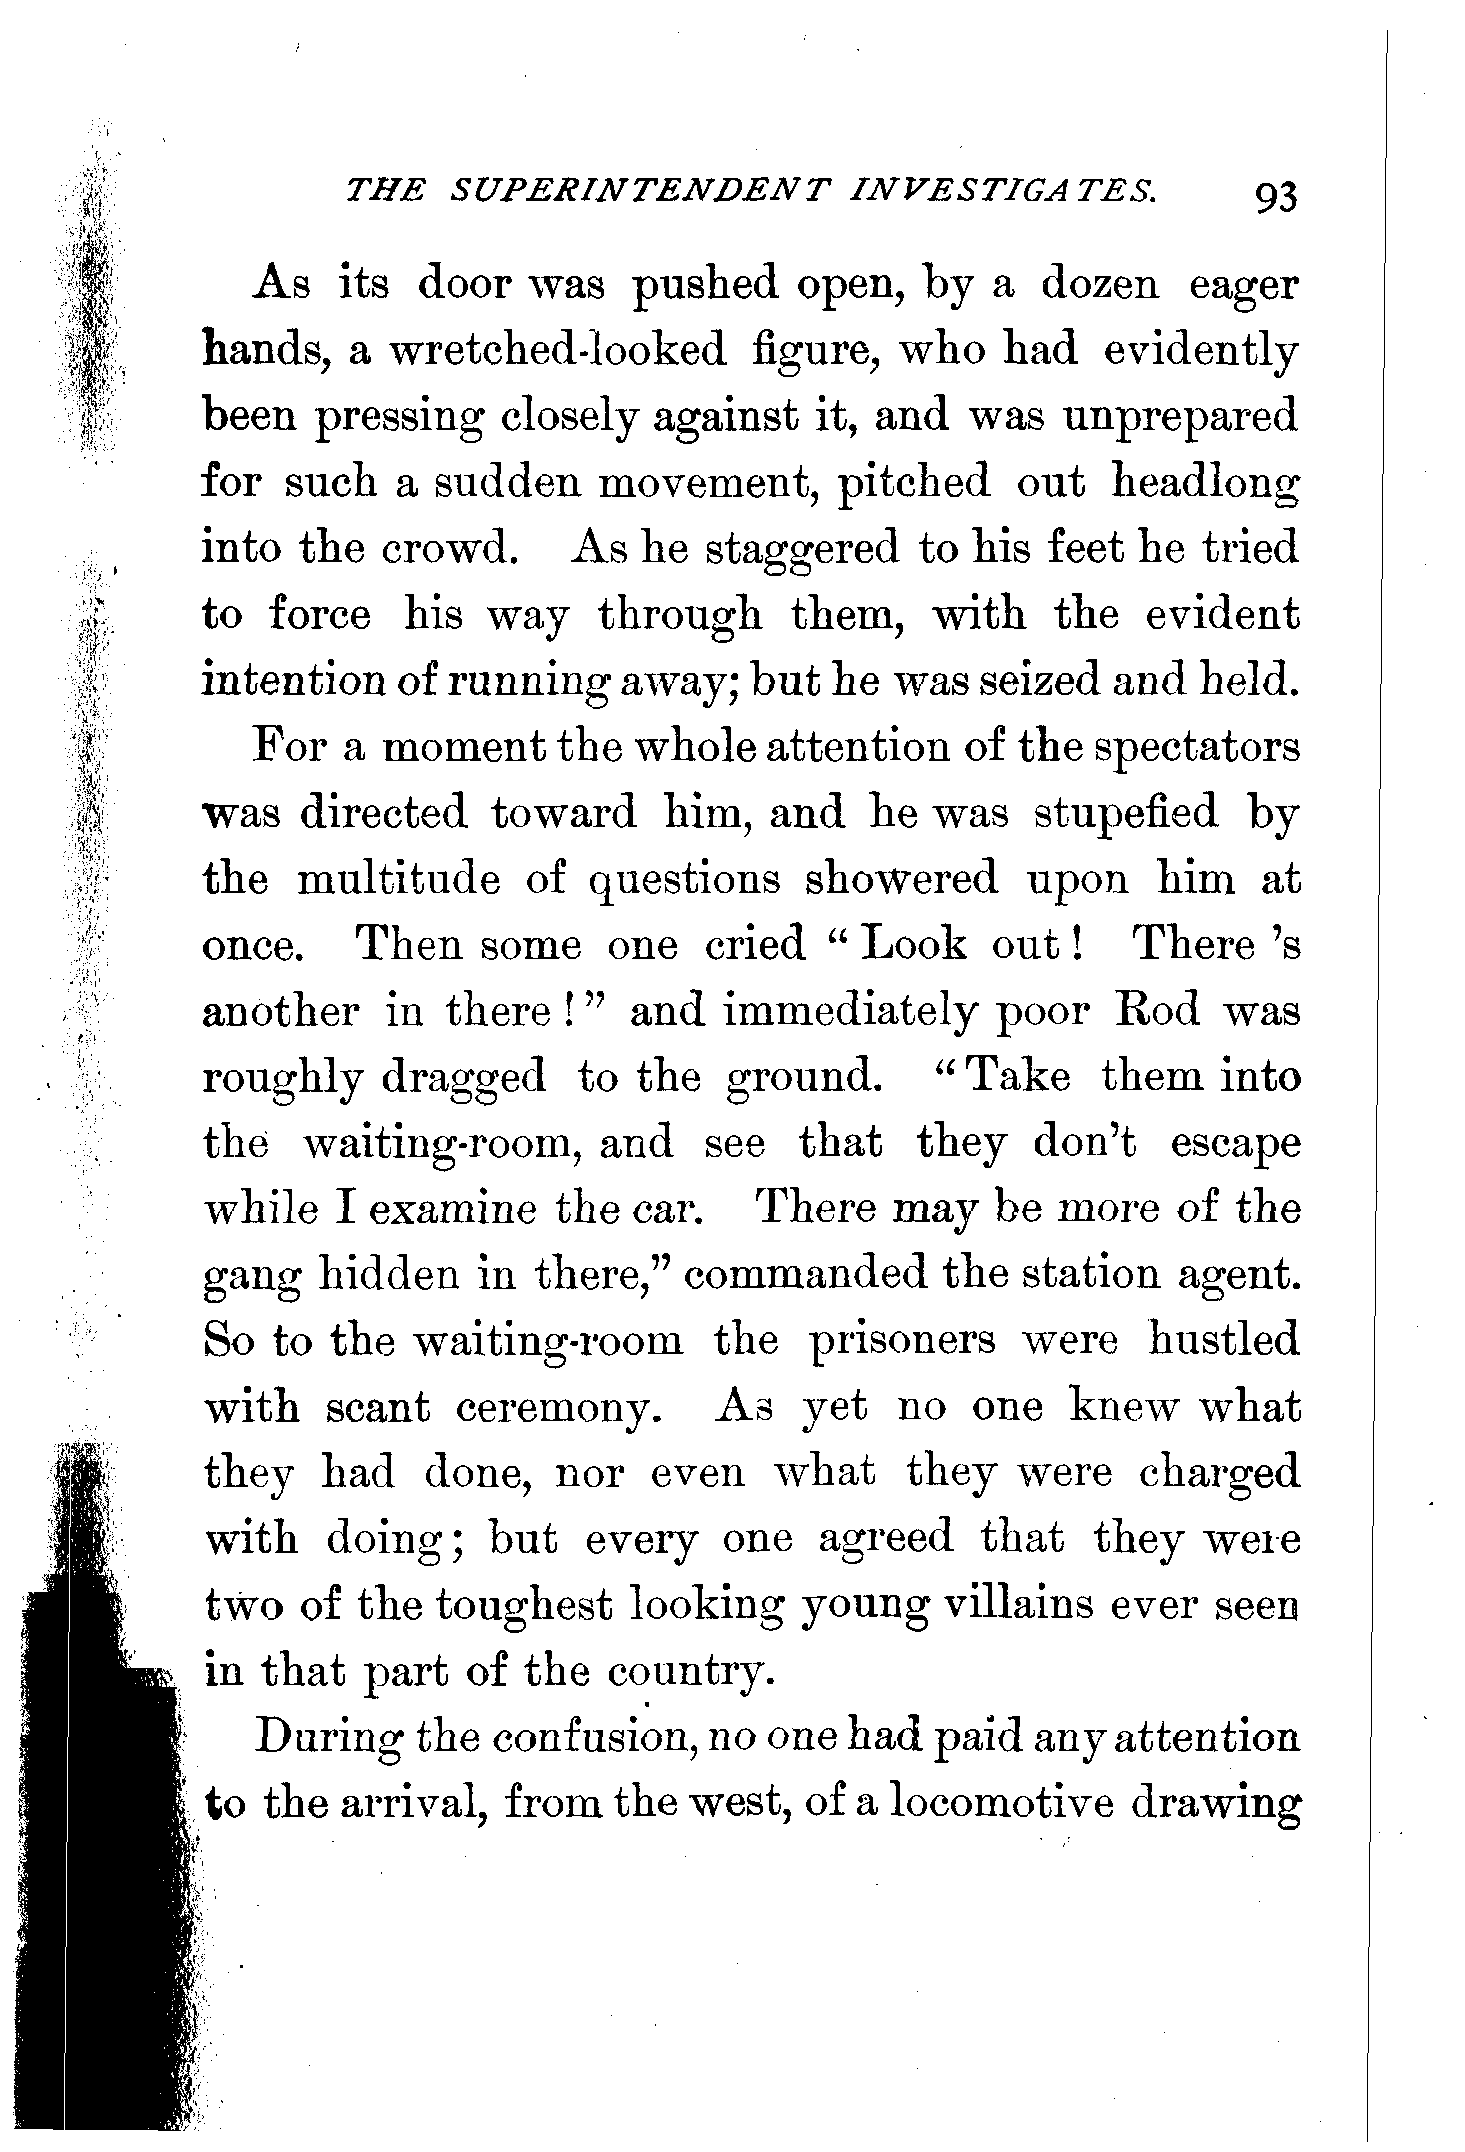 THE SUPERINTENDENT INVESTIGATES. 93
As its door was pushed open, by a dozen eager
hands, a wretched-looked figure, who had evidently
been pressing closely against it, and was unprepared
for such a sudden movement, pitched out headlong
into the crowd. As he staggered to his feet he tried
to force his way through them, with the evident
intention of running away; but he was seized and held.
For a moment the whole attention of the spectators
was directed toward him, and he was stupefied by
the multitude of questions showered upon him at
once. Then some one cried “ Look out ! There ’s
another in there ! ” and immediately poor Rod was
roughly dragged to the ground. “ Take them into
the waiting-room, and see that they don’t escape
while I examine the car. There may be more of the
gang hidden in there,” commanded the station agent.
So to the waiting-room the prisoners were hustled
with scant ceremony. As yet no one knew what
they had done, nor even what they were charged
with doing ; but every one agreed that they were
two of the toughest looking young villains ever seen
in that part of the country.
During the confusion, no one had paid any attention
to the arrival, from the west, of a locomotive drawing